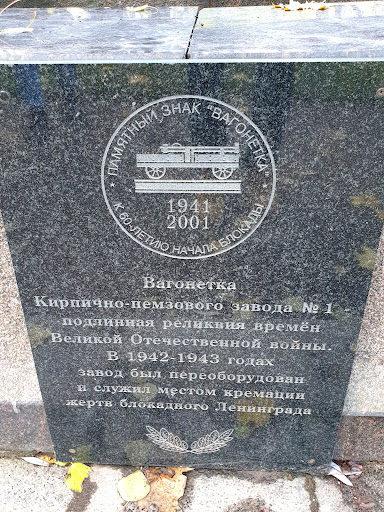 ПАМЯТНЫЙ ЗНАК "ВАГОНЕТКА"
1941
2001
К 60-ЛЕТИЮ НАЧАЛА БЛОКАДЫ
Вагонетка
Кирпично-пемзового завода № 1
подлинная реликвия времён
Великой Отечественной войны.
В 1942-1943 годах
завод был переоборудован
и служил местом кремации
жертв блокадного Ленинграда